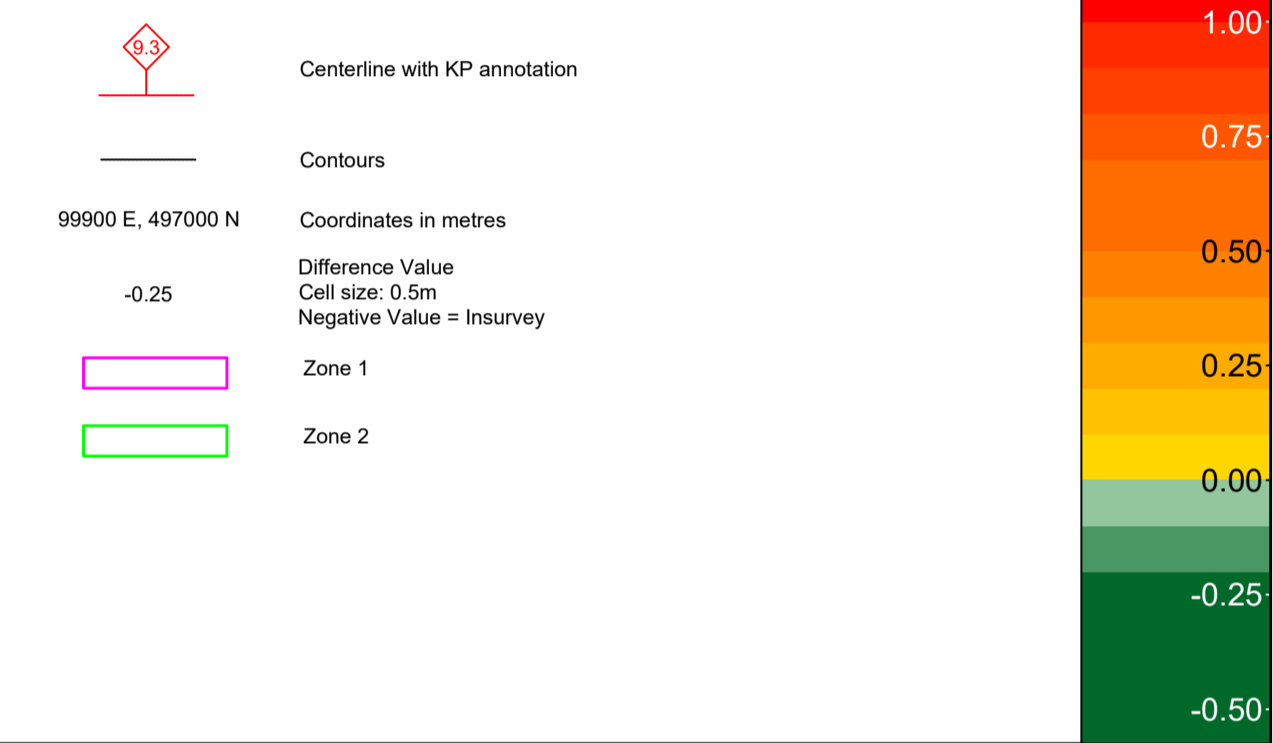 9.3
Centerline with KP annotation
Contours
99900 E, 497000 N
Coordinates in metres
-0.25
Difference Value
Cell size: 0.5m
Negative Value = Insurvey
Zone 1
Zone 2
1.00
0.75
0.50
0.25
0.00
-0.25
-0.50